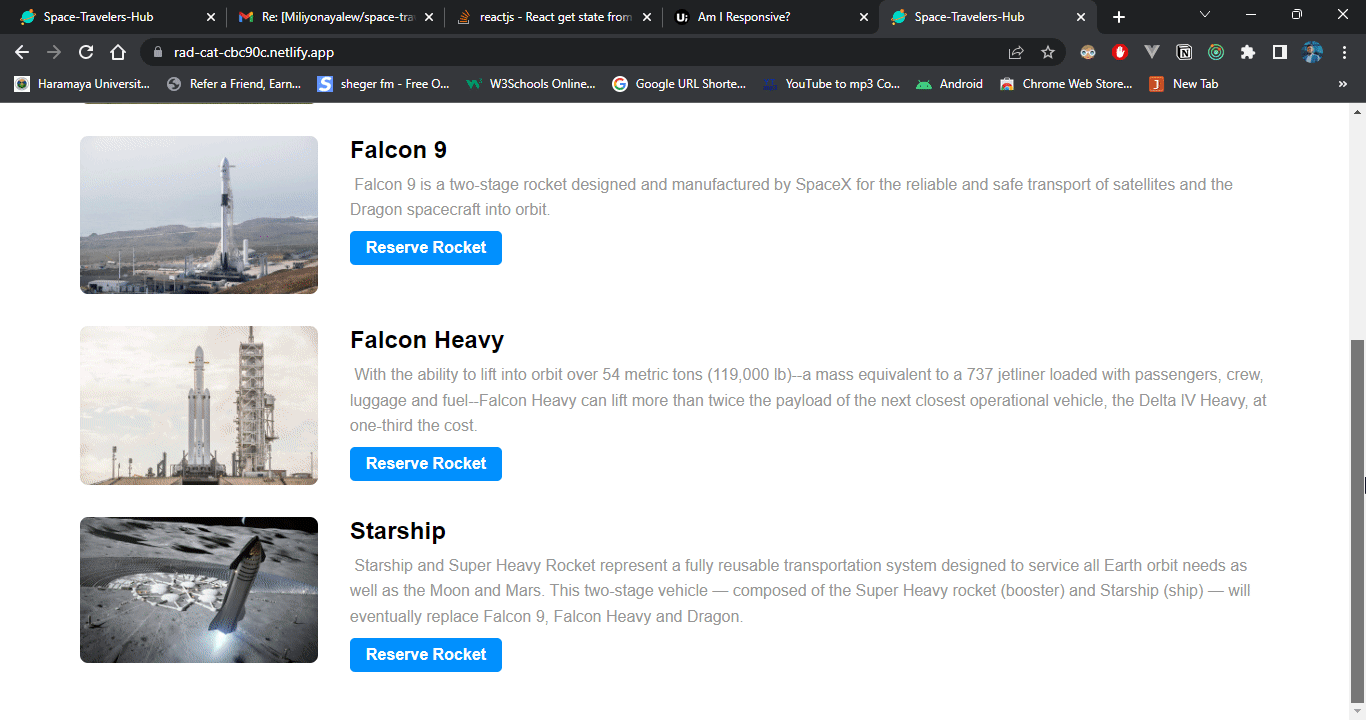 Space-Travelers-Hub
Re: [Miliyonayalew/space-tra
reactjs - React get state from
Am I Responsive?
Space-Travelers-Hub
rad-cat-cbc90c.netlify.app
Haramaya Universit...
Refer a Friend, Earn...
sheger fm - Free O...
W3Schools Online...
Google URL Shorte...
YouTube to mp3 Co...
Android
Chrome Web Store...
New Tab
»
Falcon 9
Falcon 9 is a two-stage rocket designed and manufactured by SpaceX for the reliable and safe transport of satellites and the
Dragon spacecraft into orbit.
Reserve Rocket
Falcon Heavy
With the ability to lift into orbit over 54 metric tons (119,000 lb)--a mass equivalent to a 737 jetliner loaded with passengers, crew,
luggage and fuel--Falcon Heavy can lift more than twice the payload of the next closest operational vehicle, the Delta IV Heavy, at
one-third the cost.
Reserve Rocket
Starship
Starship and Super Heavy Rocket represent a fully reusable transportation system designed to service all Earth orbit needs as
well as the Moon and Mars. This two-stage vehicle — composed of the Super Heavy rocket (booster) and Starship (ship) — will
eventually replace Falcon 9, Falcon Heavy and Dragon.
Reserve Rocket